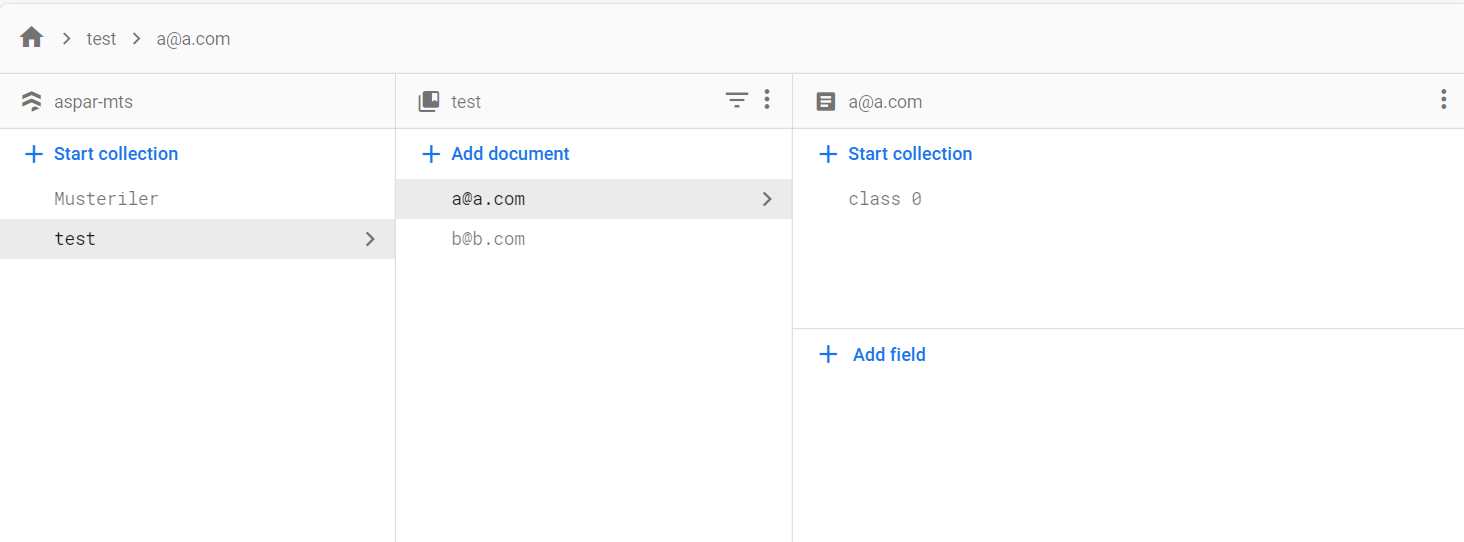 test
a@a.com
aspar-mts
test
a@a.com
Start collection
Add document
Start collection
Musteriler
a@a.com
class 0
test
b@b.com
Add field